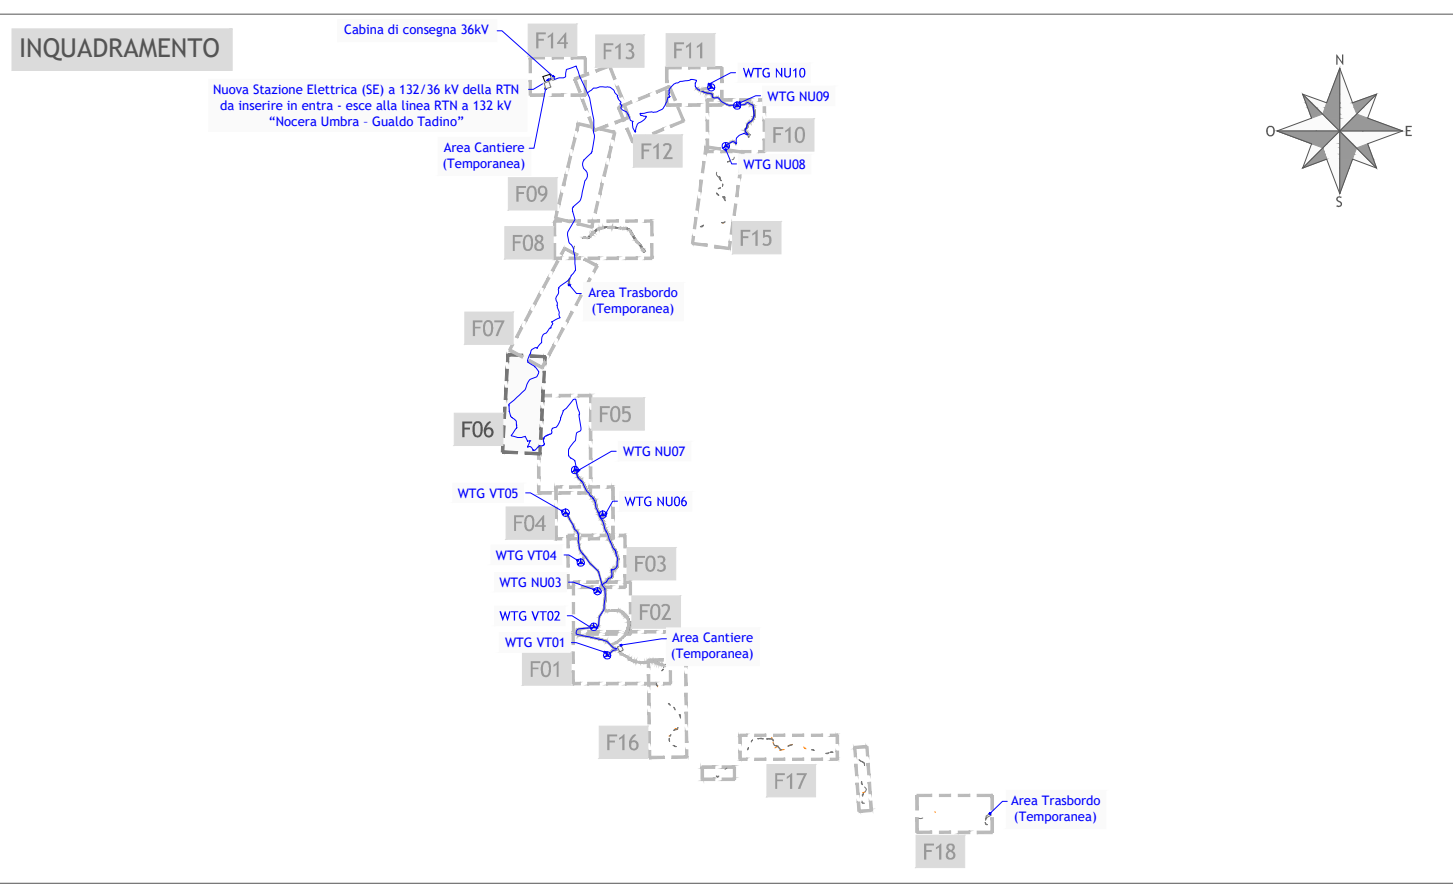 INQUADRAMENTO
Cabina di consegna 36kV
F14
F13
F11
WTG NU10
N
Nuova Stazione Elettrica (SE) a 132/36 kV della RTN
da inserire in entra - esce alla linea RTN a 132 kV
“Nocera Umbra - Gualdo Tadino”
WTG NU09
O
E
F10
Area Cantiere
(Temporanea)
F12
WTG NU08
F09
S
F08
F15
Area Trasbordo
(Temporanea)
F07
F05
F06
WTG NU07
WTG VT05
WTG NU06
F04
WTG VT04
F03
WTG NU03
F02
WTG VT02
WTG VT01
Area Cantiere
(Temporanea)
F01
F16
F17
Area Trasbordo
(Temporanea)
F18